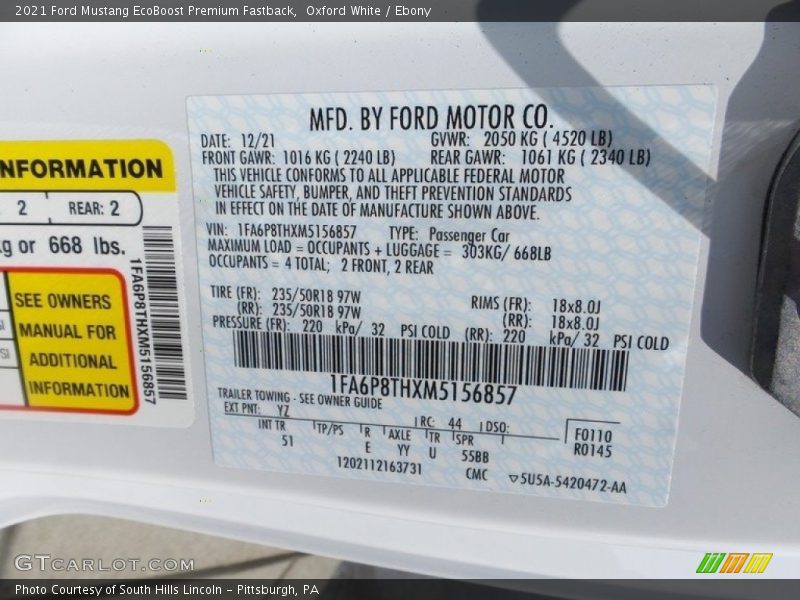 2021 Ford Mustang EcoBoost Premium Fastback, Oxford White / Ebony
NFORMATION
2 REAR: 2
kg or 668 lbs.
SEE OWNERS
MANUAL FOR
ADDITIONAL
INFORMATION
1FA6P8THXM5156857
MFD. BY FORD MOTOR CO.
DATE: 12/21 GVWR: 2050 KG ( 4520 LB)
FRONT GAWR: 1016 KG ( 2240 LB) REAR GAWR: 1061 KG ( 2340 LB)
THIS VEHICLE CONFORMS TO ALL APPLICABLE FEDERAL MOTOR
VEHICLE SAFETY, BUMPER, AND THEFT PREVENTION STANDARDS
IN EFFECT ON THE DATE OF MANUFACTURE SHOWN ABOVE.
VIN: 1FA6P8THXM5156857 TYPE: Passenger Car
MAXIMUM LOAD = OCCUPANTS + LUGGAGE = 303KG/ 668LB
OCCUPANTS = 4 TOTAL; 2 FRONT, 2 REAR
TIRE (FR): 235/50R18 97W RIMS (FR): 18x8.0J
(RR): 235/50R18 97W (RR): 18x8.0J
PRESSURE (FR): 220 kPa/ 32 PSI COLD (RR): 220 kPa/ 32 PSI COLD
1FA6P8THXM5156857
TRAILER TOWING - SEE OWNER GUIDE
EXT PNT: YZ RC: 44 DSO:
INT TR TP/PS R AXLE TR SPR F0110
51 E YY U 55BB R0145
1202112163731 CMC 5U5A-5420472-AA
GTCARLOT.COM
Photo Courtesy of South Hills Lincoln – Pittsburgh, PA